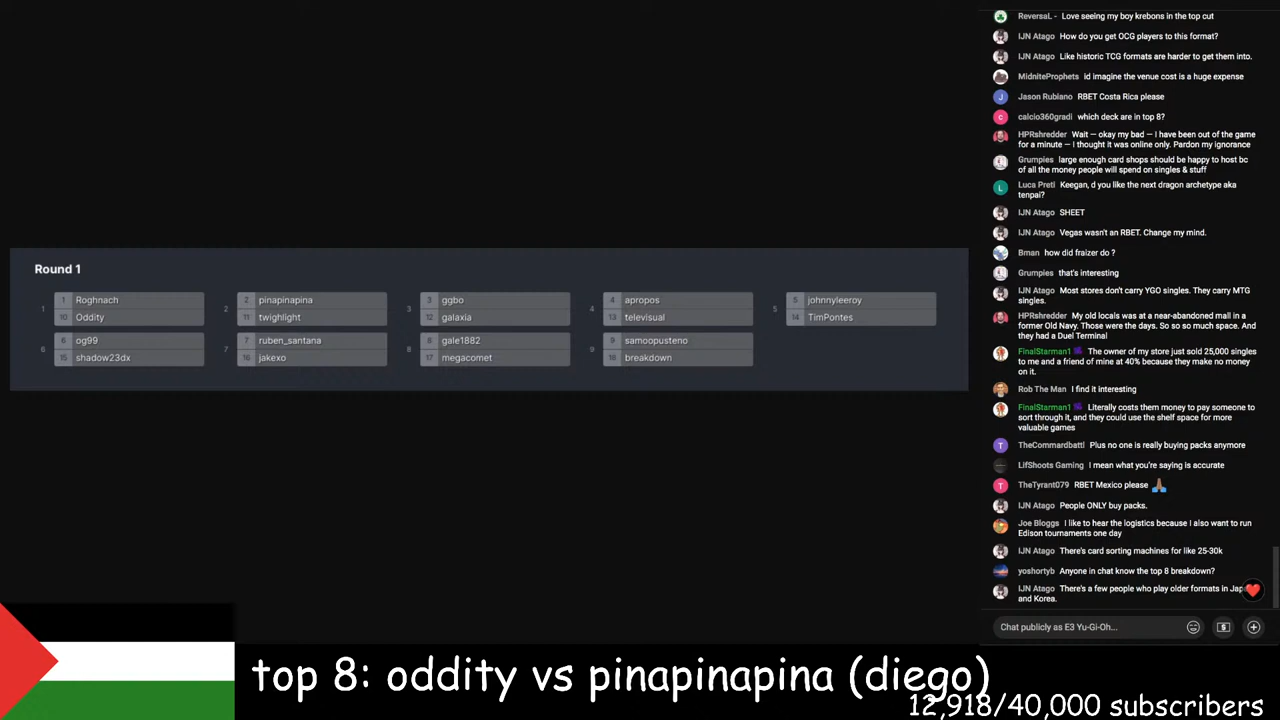 Round 1
1 1 Roghnach
10 Oddity
2 2 pinapinapina
11 twighlight
3 3 ggbo
12 galaxia
4 4 apropos
13 televisual
5 5 johnnyleeroy
14 TimPontes
6 6 og99
15 shadow23dx
7 7 ruben_santana
16 jakexo
8 8 gale1882
17 megacomet
9 9 samoopusteno
18 breakdown
ReversaL - Love seeing my boy krebons in the top cut
IJN Atago How do you get OCG players to this format?
IJN Atago Like historic TCG formats are harder to get them into.
MidniteProphets id imagine the venue cost is a huge expense
J Jason Rubiano RBET Costa Rica please
c calcio360gradi which deck are in top 8?
HPRshredder Wait — okay my bad — I have been out of the game
for a minute — I thought it was online only. Pardon my ignorance
Grumpies large enough card shops should be happy to host bc
of all the money people will spend on singles & stuff
L Luca Preti Keegan, d you like the next dragon archetype aka
tenpai?
IJN Atago SHEET
IJN Atago Vegas wasn't an RBET. Change my mind.
Bman how did fraizer do ?
Grumpies that's interesting
IJN Atago Most stores don't carry YGO singles. They carry MTG
singles.
HPRshredder My old locals was at a near-abandoned mall in a
former Old Navy. Those were the days. So so so much space. And
they had a Duel Terminal
FinalStarman1 The owner of my store just sold 25,000 singles
to me and a friend of mine at 40% because they make no money
on it.
Rob The Man I find it interesting
FinalStarman1 Literally costs them money to pay someone to
sort through it, and they could use the shelf space for more
valuable games
T TheCommardbattl Plus no one is really buying packs anymore
LifShoots Gaming I mean what you're saying is accurate
T TheTyrant079 RBET Mexico please
IJN Atago People ONLY buy packs.
Joe Bloggs I like to hear the logistics because I also want to run
Edison tournaments one day
IJN Atago There's card sorting machines for like 25-30k
yoshortyb Anyone in chat know the top 8 breakdown?
IJN Atago There's a few people who play older formats in Jap
and Korea.
Chat publicly as E3 Yu-Gi-Oh...
top 8: oddity vs pinapinapina (diego)
12,918/40,000 subscribers